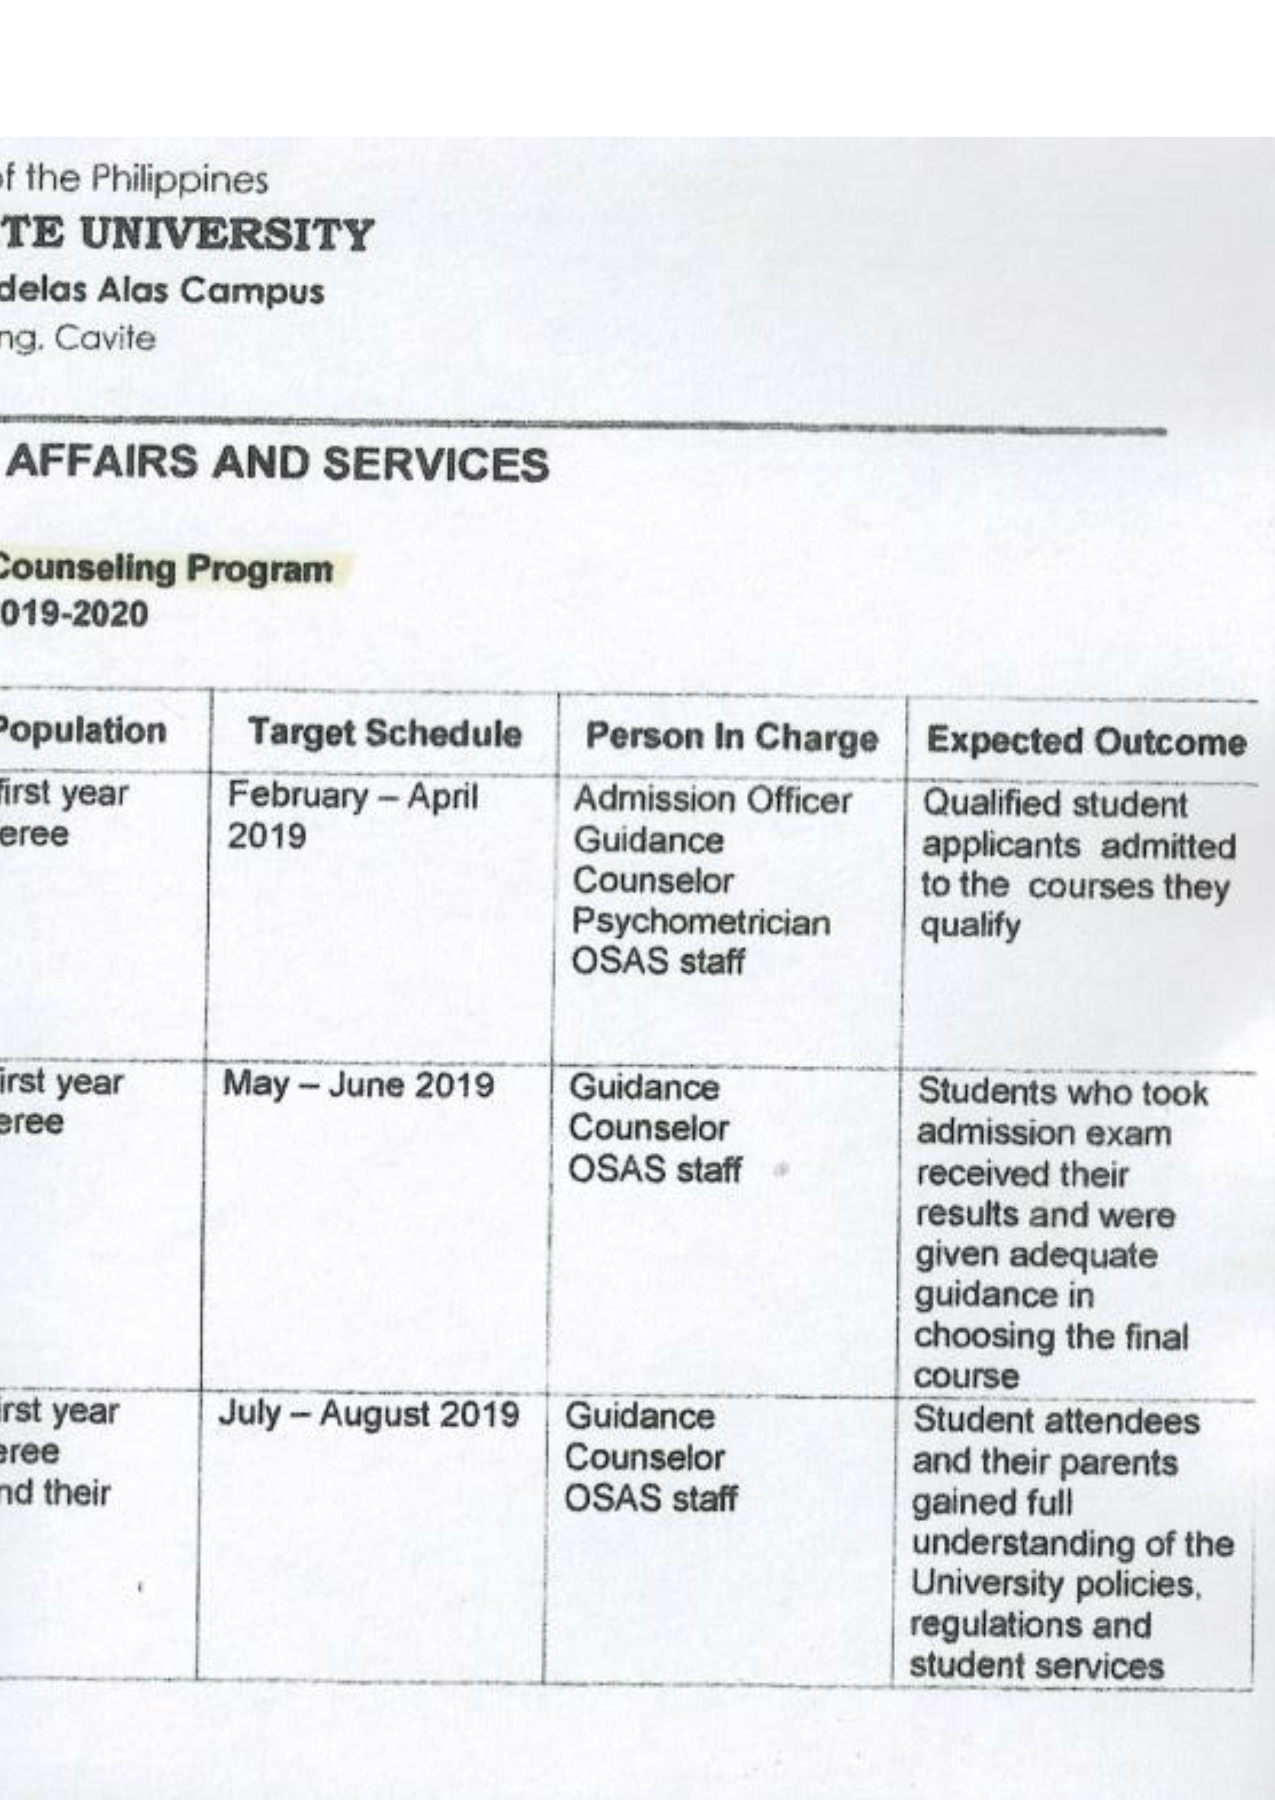 of the Philippines
TE UNIVERSITY
delas Alas Campus
ng, Cavite
AFFAIRS AND SERVICES
Counseling Program
019-2020
Population
Target Schedule
Person In Charge
Expected Outcome
first year
eree
February – April
2019
Admission Officer
Guidance
Counselor
Psychometrician
OSAS staff
Qualified student
applicants admitted
to the courses they
qualify
irst year
eree
May – June 2019
Guidance
Counselor
OSAS staff
Students who took
admission exam
received their
results and were
given adequate
guidance in
choosing the final
course
irst year
eree
nd their
July – August 2019
Guidance
Counselor
OSAS staff
Student attendees
and their parents
gained full
understanding of the
University policies,
regulations and
student services